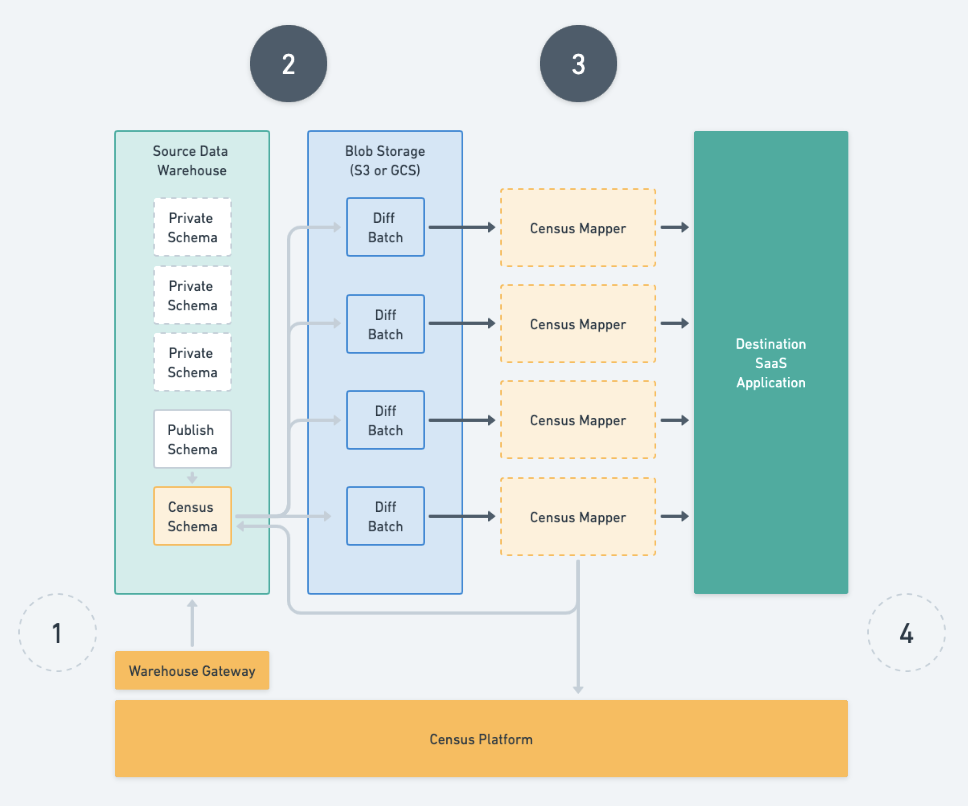 2
3
Source Data
Warehouse
Private
Schema
Private
Schema
Private
Schema
Publish
Schema
Census
Schema
Blob Storage
(S3 or GCS)
Diff
Batch
Diff
Batch
Diff
Batch
Diff
Batch
Census Mapper
Census Mapper
Census Mapper
Census Mapper
Destination
SaaS
Application
1
4
Warehouse Gateway
Census Platform